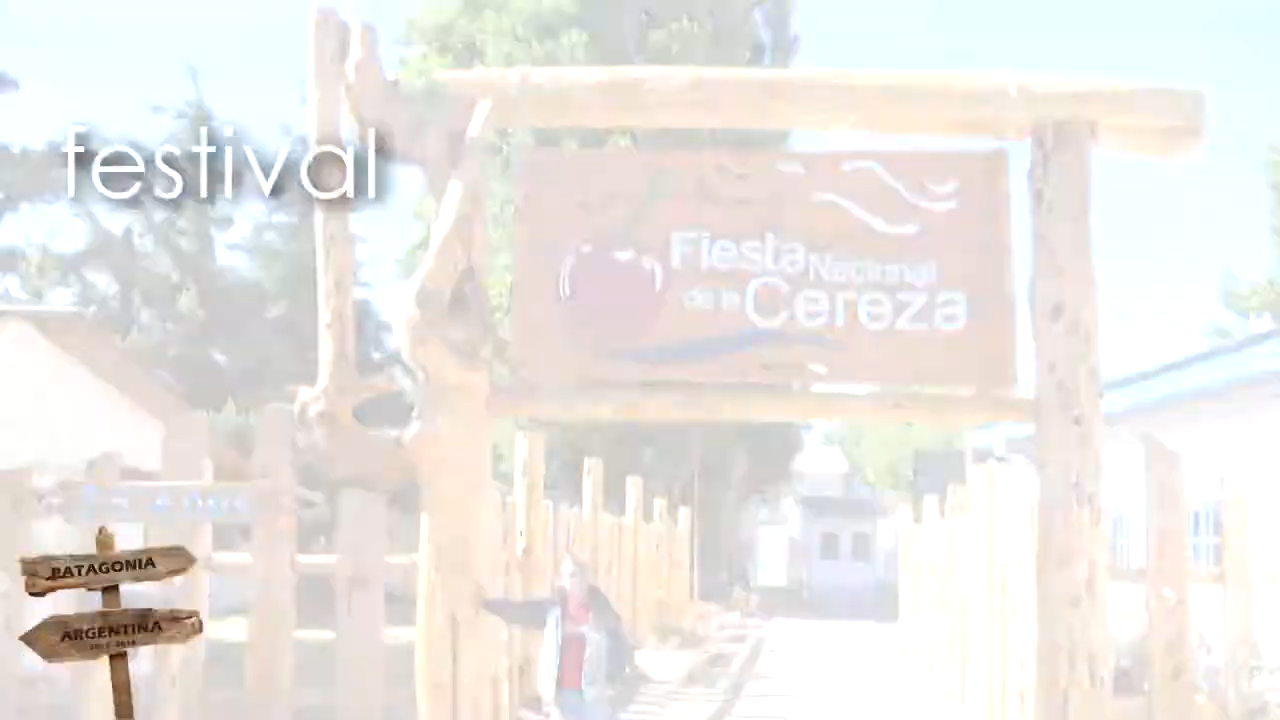 festival
Fiesta Nacional
de la Cereza
PATAGONIA
ARGENTINA